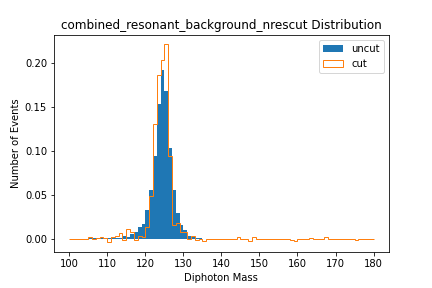 combined_resonant_background_nrescut Distribution
uncut
cut
Number of Events
0.20
0.15
0.10
0.05
0.00
100 110 120 130 140 150 160 170 180
Diphoton Mass